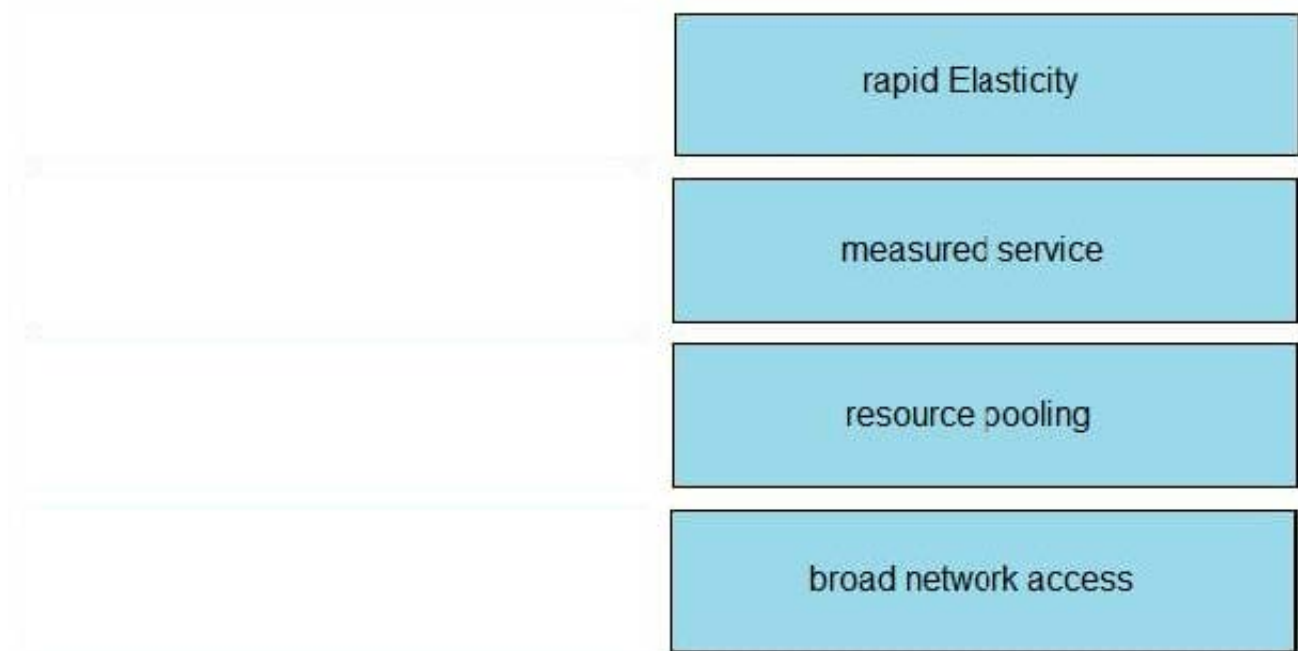 rapid Elasticity
measured service
resource pooling
broad network access